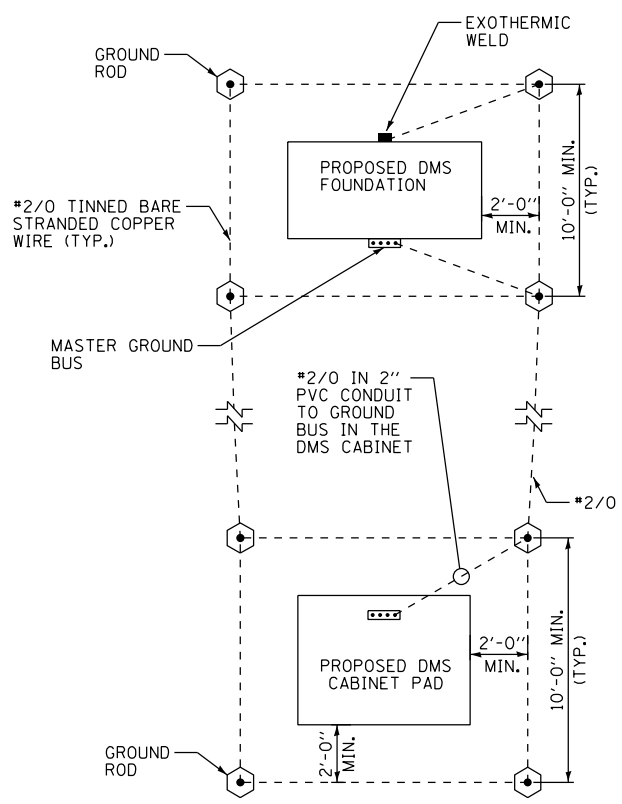 EXOTHERMIC
WELD
GROUND
ROD
PROPOSED DMS
FOUNDATION
2'-0"
MIN.
10'-0" MIN.
(TYP.)
#2/0 TINNED BARE
STRANDED COPPER
WIRE (TYP.)
MASTER GROUND
BUS
#2/0 IN 2"
PVC CONDUIT
TO GROUND
BUS IN THE
DMS CABINET
#2/0
2'-0"
MIN.
10'-0" MIN.
(TYP.)
PROPOSED DMS
CABINET PAD
2'-0"
MIN.
GROUND
ROD